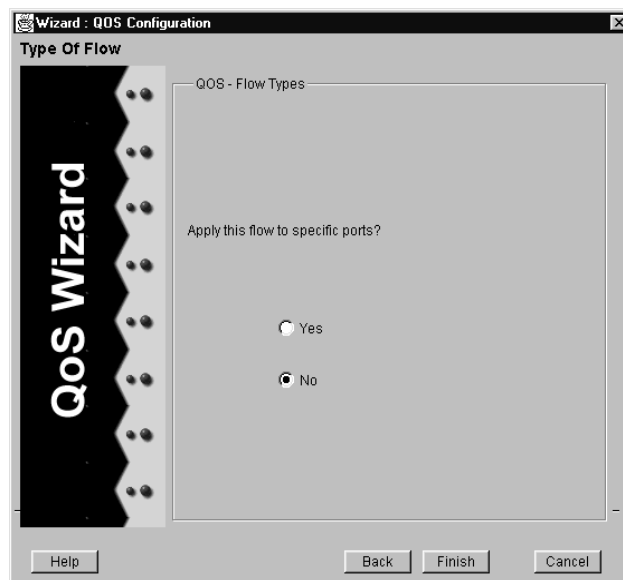 Wizard : QOS Configuration
Type Of Flow
QoS Wizard
QOS - Flow Types
Apply this flow to specific ports?
Yes
No
Help
Back
Finish
Cancel